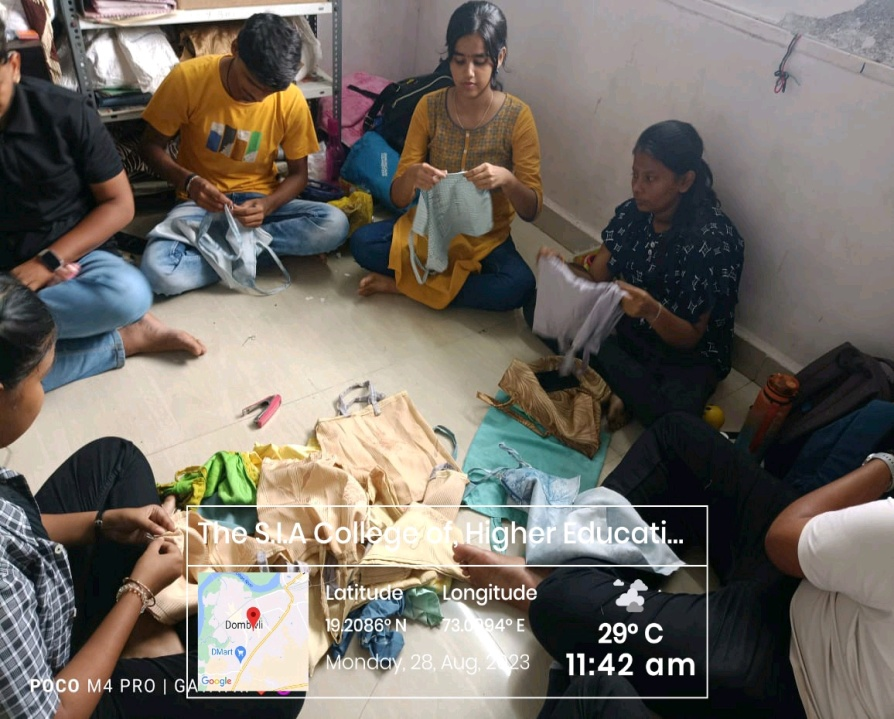 The S.I.A College of Higher Educati...
Latitude Longitude
19.2086° N
Monday, 28, Aug, 2023
29° C
11:42 am
Dombivli
DMart
Google
POCO M4 PRO |